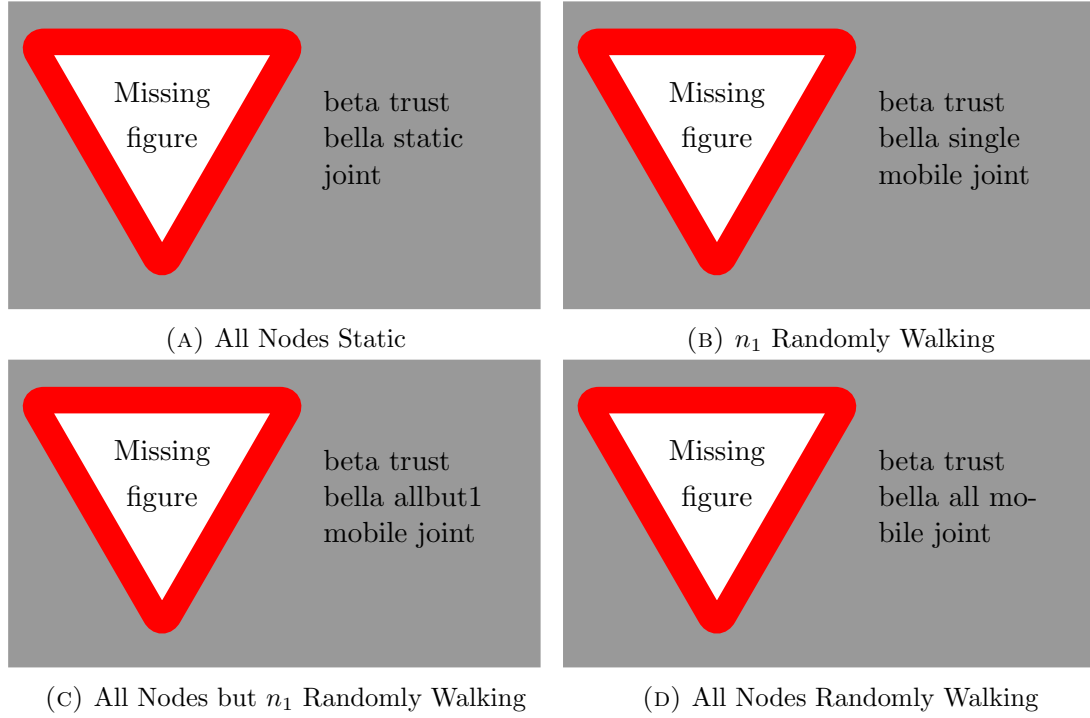 Missing
figure
beta trust
bella static
joint
(A) All Nodes Static
Missing
figure
beta trust
bella single
mobile joint
(B) n₁ Randomly Walking
Missing
figure
beta trust
bella allbut1
mobile joint
(C) All Nodes but n₁ Randomly Walking
Missing
figure
beta trust
bella all mo-
bile joint
(D) All Nodes Randomly Walking